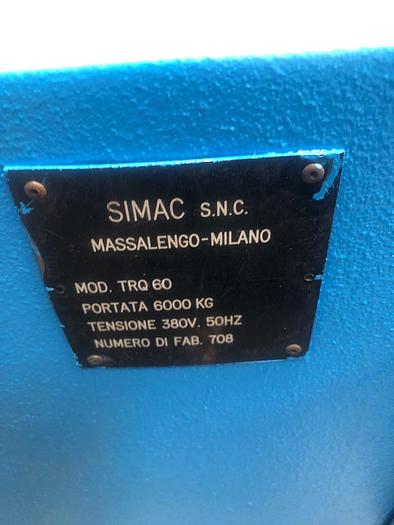 SIMAC S.N.C.
MASSALENGO-MILANO
MOD. TRQ 60
PORTATA 6000 KG
TENSIONE 380V. 50HZ
NUMERO DI FAB. 708